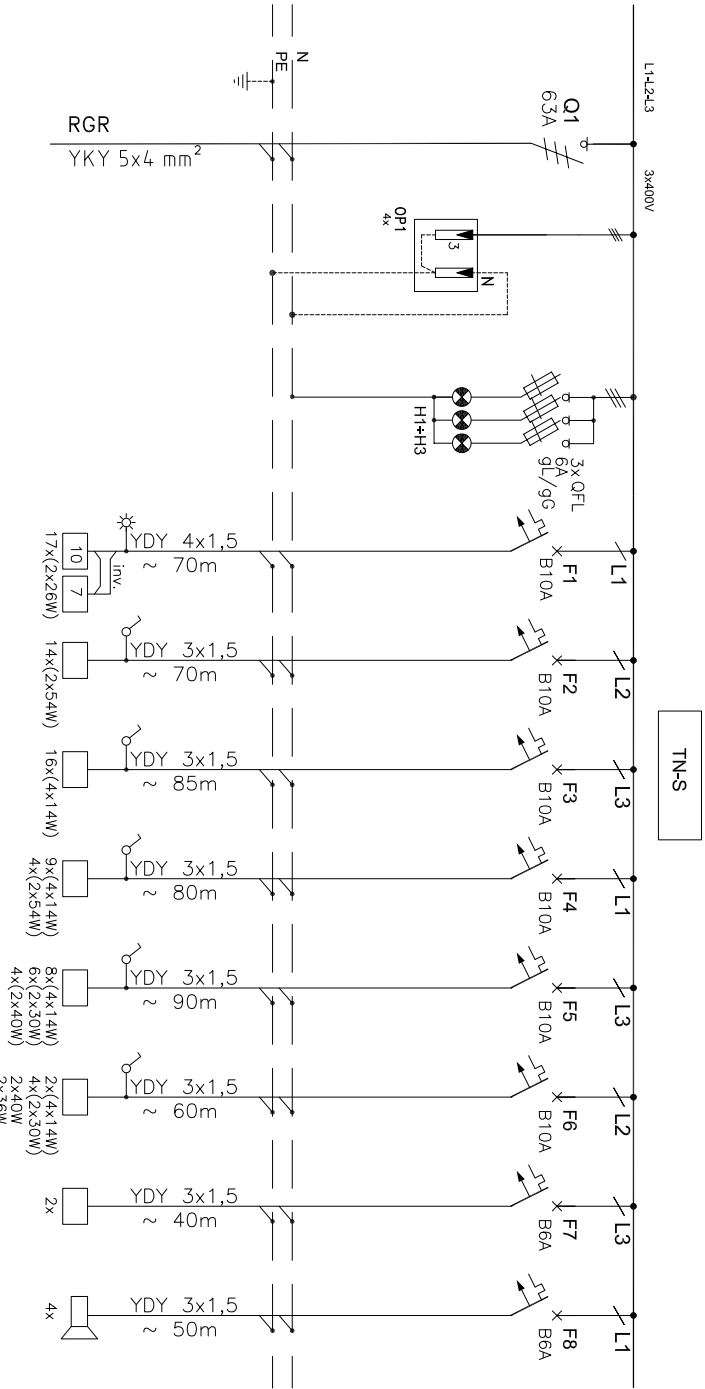 L1-L2-L3
3x400V
TN-S
Q1
63A
N
PE
RGR
YKY 5x4 mm²
OP1
4x
3
N
3x QFL
6A
gL/gG
H1÷H3
L1
F1
B10A
YDY 4x1,5
~ 70m
inv.
10
7
17x(2x26W)
L2
F2
B10A
YDY 3x1,5
~ 70m
14x(2x54W)
L3
F3
B10A
YDY 3x1,5
~ 85m
16x(4x14W)
L1
F4
B10A
YDY 3x1,5
~ 80m
9x(4x14W)
4x(2x54W)
L3
F5
B10A
YDY 3x1,5
~ 90m
8x(4x14W)
6x(2x30W)
4x(2x40W)
L2
F6
B10A
YDY 3x1,5
~ 60m
2x(4x14W)
4x(2x30W)
2x40W
2x36W
L3
F7
B6A
YDY 3x1,5
~ 40m
2x
L1
F8
B6A
YDY 3x1,5
~ 50m
4x